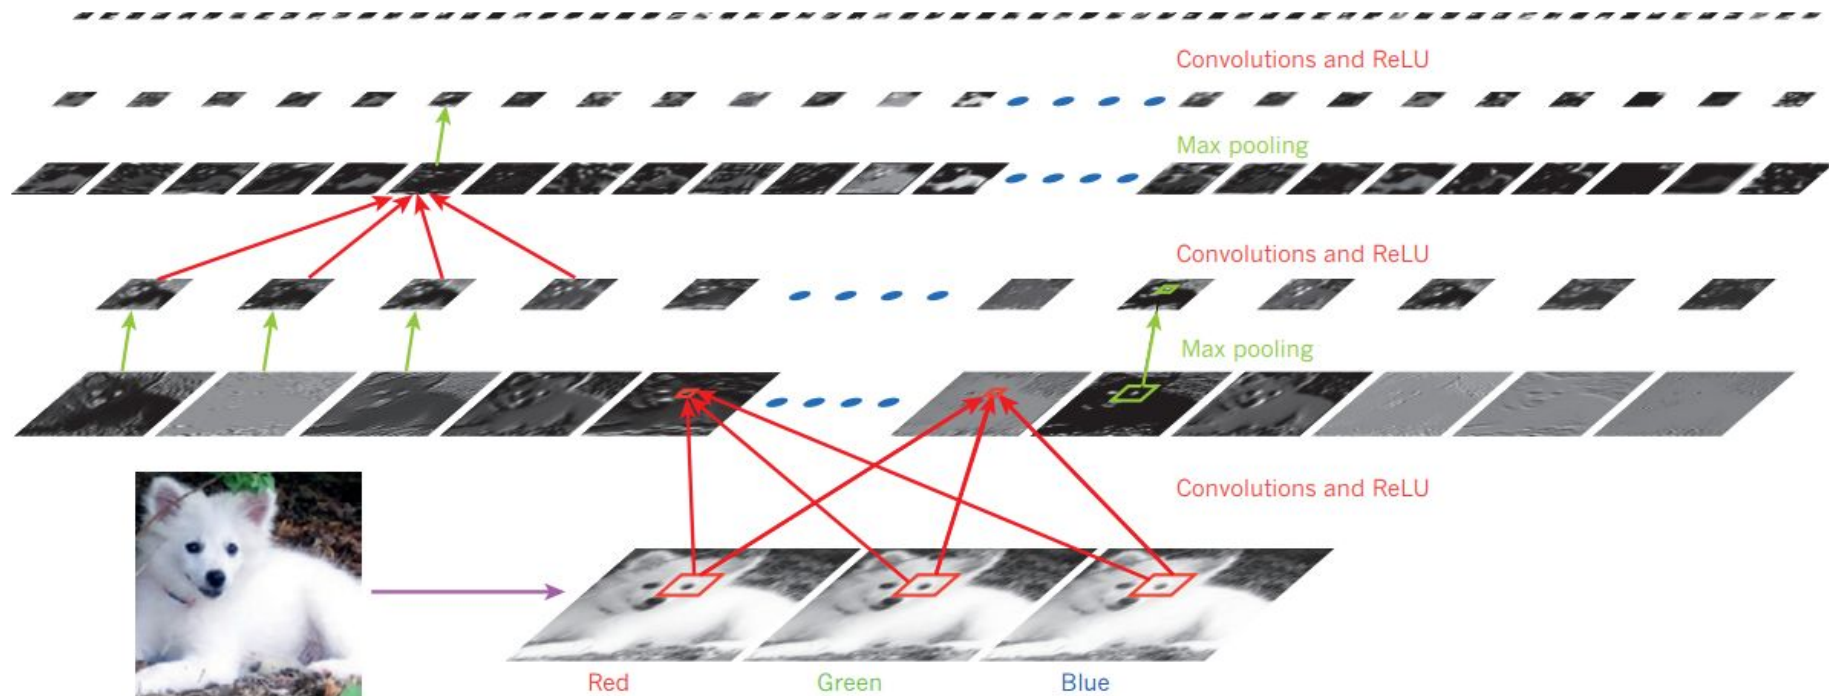 Convolutions and ReLU
Max pooling
Convolutions and ReLU
Max pooling
Convolutions and ReLU
Red
Green
Blue